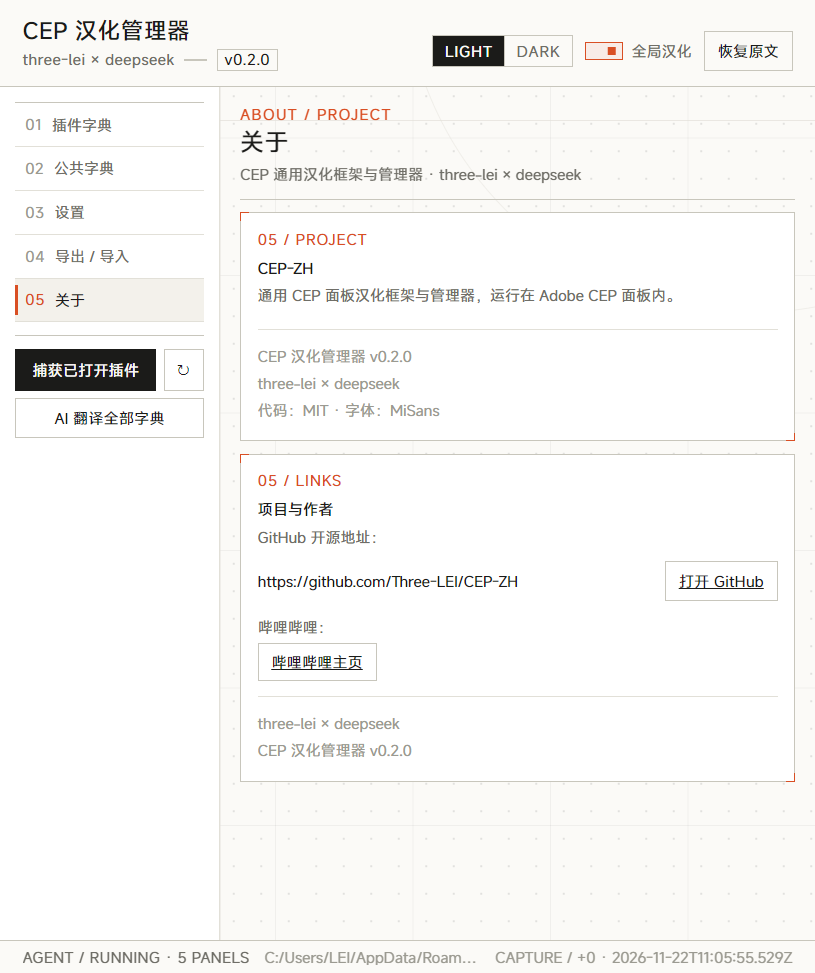 CEP 汉化管理器
three-lei × deepseek
v0.2.0
LIGHT
DARK
全局汉化
恢复原文
01 插件字典
02 公共字典
03 设置
04 导出 / 导入
05 关于
捕获已打开插件
↻
AI 翻译全部字典
ABOUT / PROJECT
关于
CEP 通用汉化框架与管理器 · three-lei × deepseek
05 / PROJECT
CEP-ZH
通用 CEP 面板汉化框架与管理器，运行在 Adobe CEP 面板内。
CEP 汉化管理器 v0.2.0
three-lei × deepseek
代码：MIT · 字体：MiSans
05 / LINKS
项目与作者
GitHub 开源地址：
https://github.com/Three-LEI/CEP-ZH
打开 GitHub
哔哩哔哩：
哔哩哔哩主页
three-lei × deepseek
CEP 汉化管理器 v0.2.0
AGENT / RUNNING · 5 PANELS
C:/Users/LEI/AppData/Roam...
CAPTURE / +0 · 2026-11-22T11:05:55.529Z